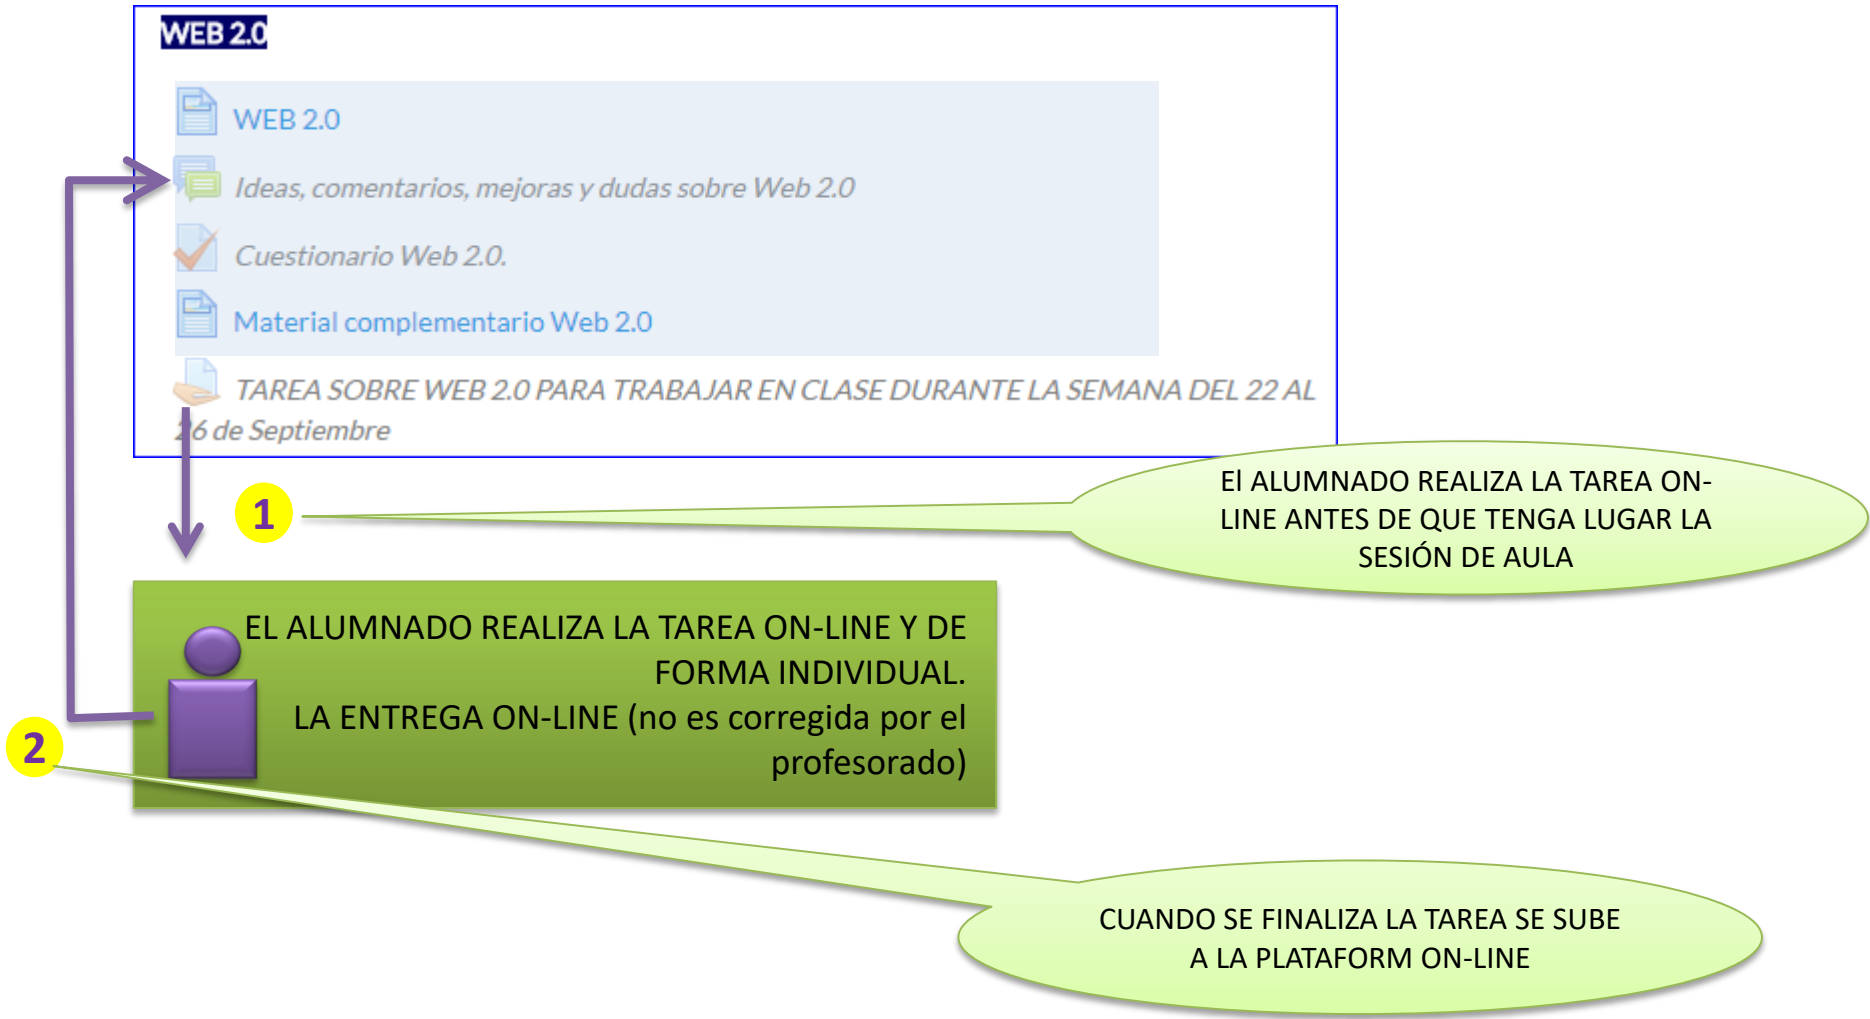 WEB 2.0
WEB 2.0
Ideas, comentarios, mejoras y dudas sobre Web 2.0
Cuestionario Web 2.0.
Material complementario Web 2.0
TAREA SOBRE WEB 2.0 PARA TRABAJAR EN CLASE DURANTE LA SEMANA DEL 22 AL
26 de Septiembre
1
El ALUMNADO REALIZA LA TAREA ON-
LINE ANTES DE QUE TENGA LUGAR LA
SESIÓN DE AULA
EL ALUMNADO REALIZA LA TAREA ON-LINE Y DE
FORMA INDIVIDUAL.
LA ENTREGA ON-LINE (no es corregida por el
profesorado)
2
CUANDO SE FINALIZA LA TAREA SE SUBE
A LA PLATAFORM ON-LINE